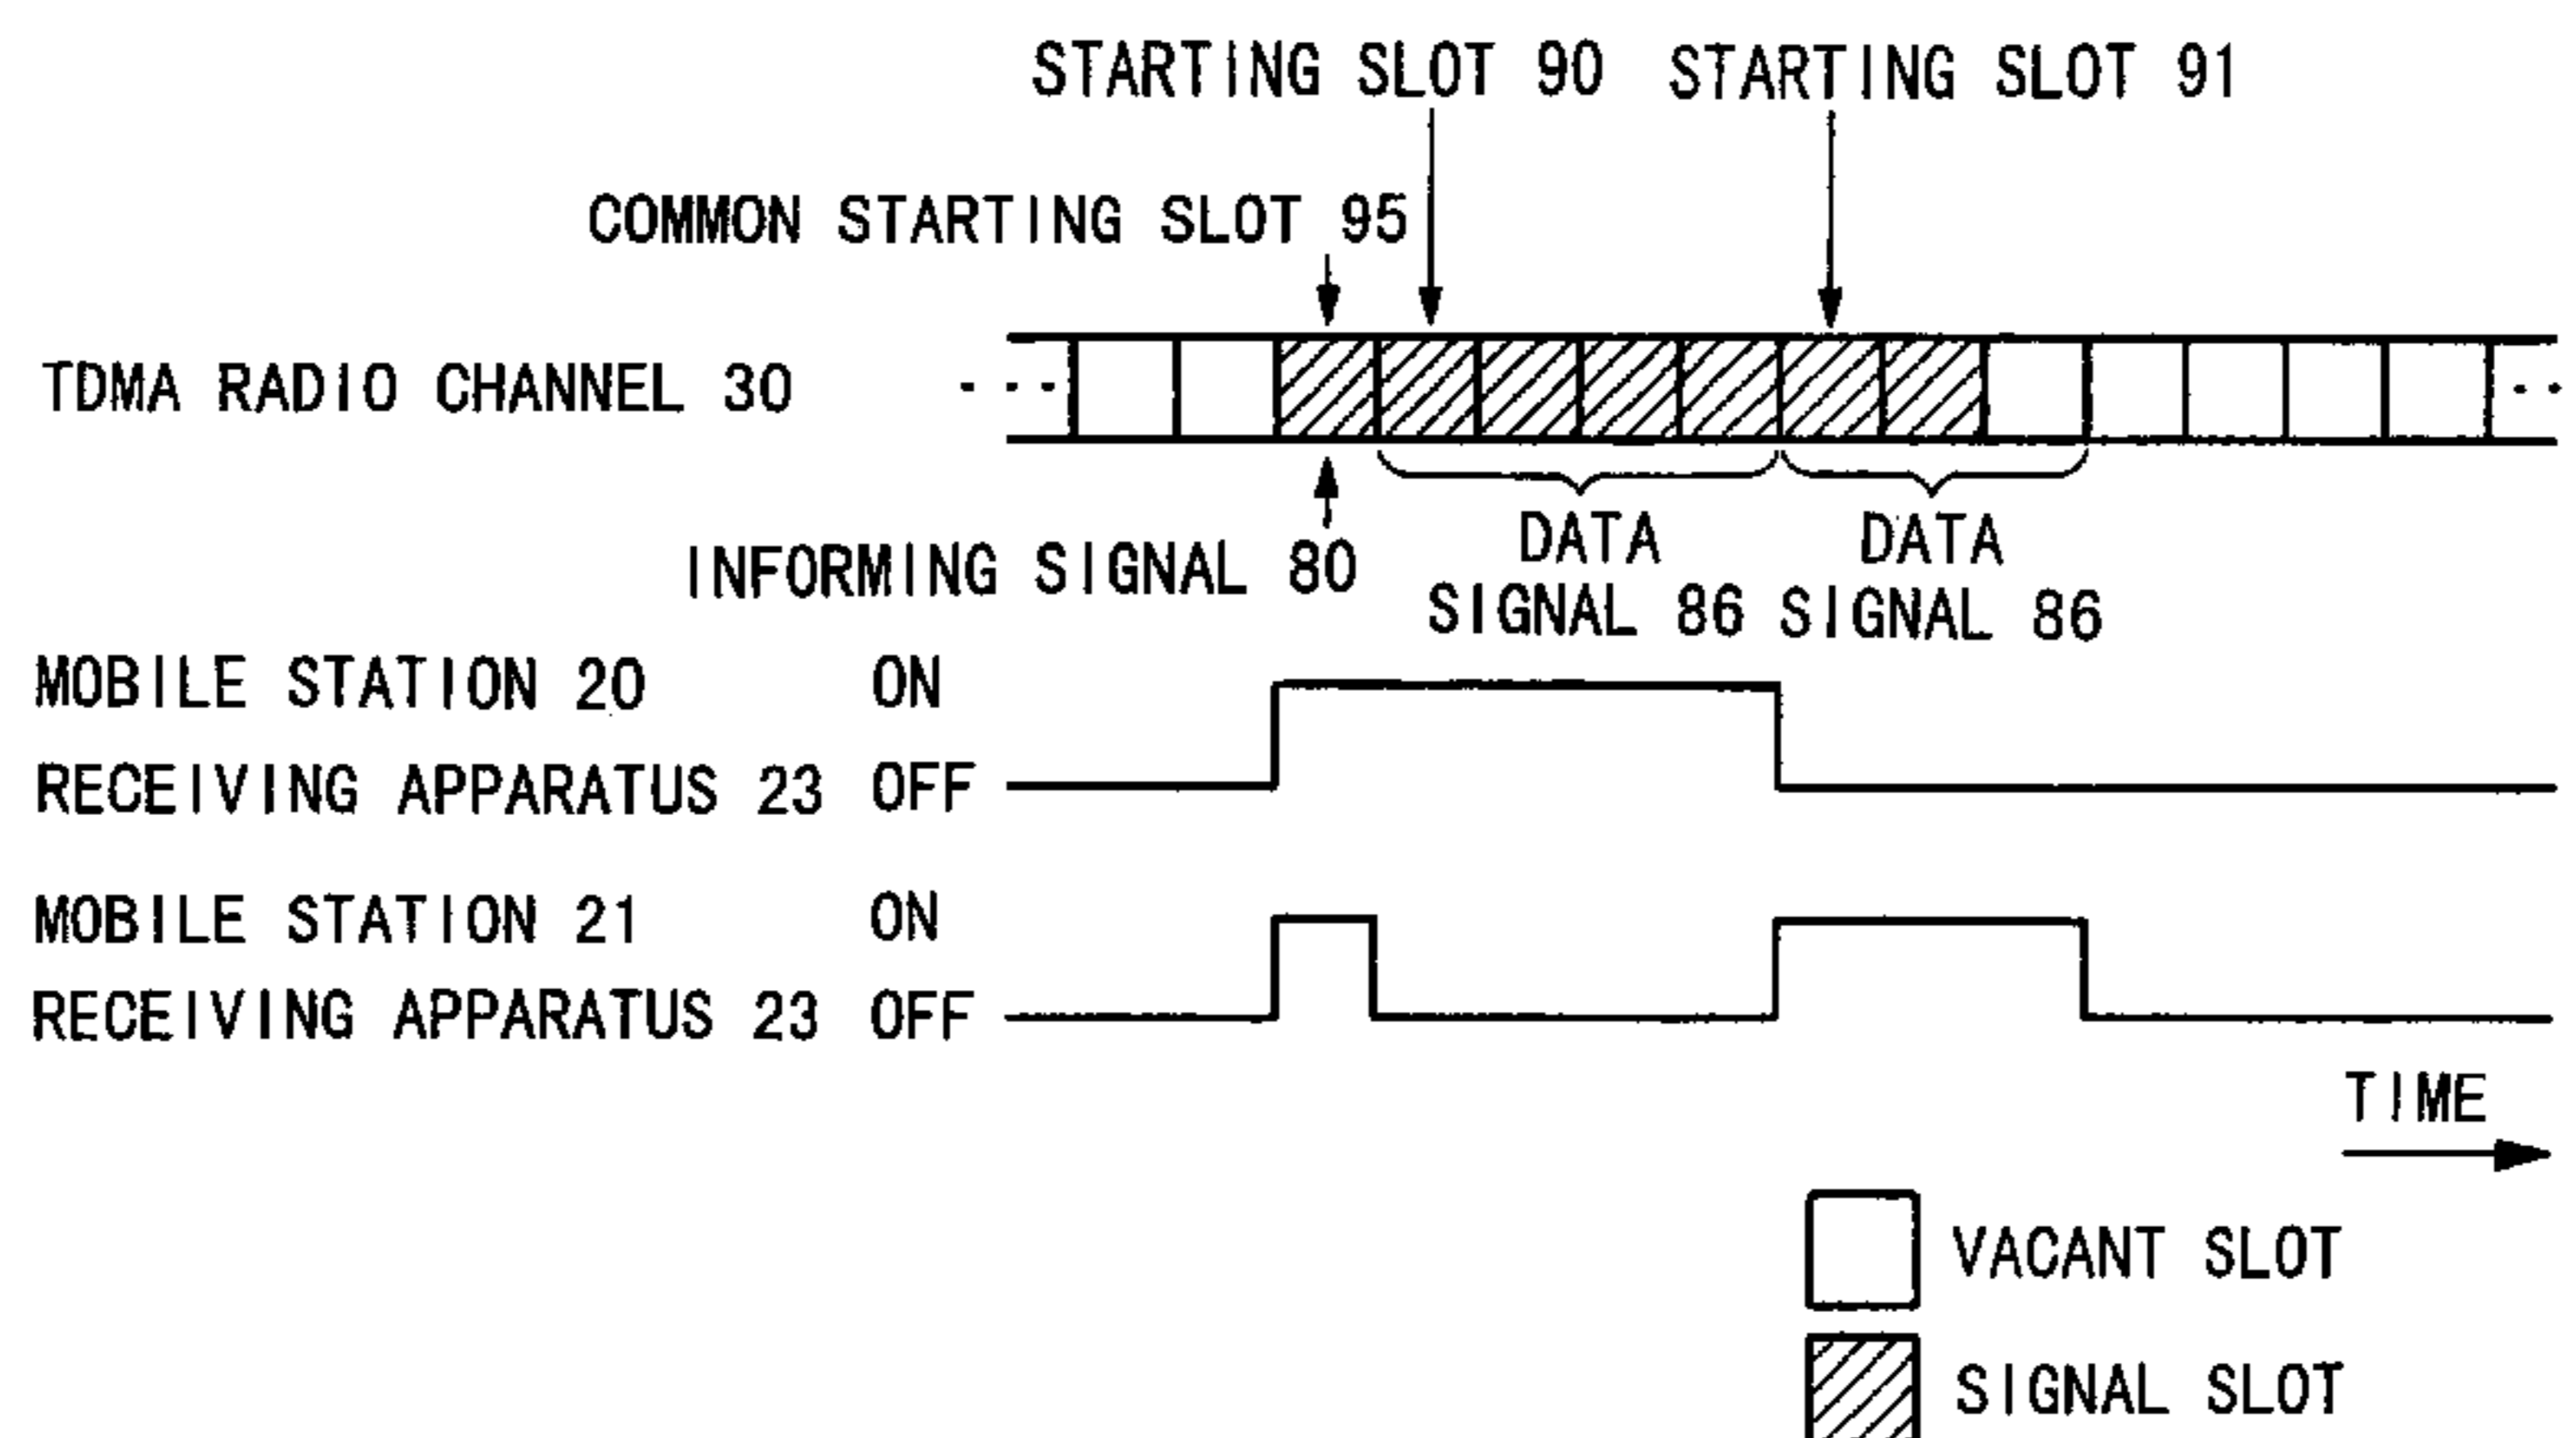 STARTING SLOT 90 STARTING SLOT 91
COMMON STARTING SLOT 95
TDMA RADIO CHANNEL 30
INFORMING SIGNAL 80
DATA SIGNAL 86
DATA SIGNAL 86
MOBILE STATION 20 ON
RECEIVING APPARATUS 23 OFF
MOBILE STATION 21 ON
RECEIVING APPARATUS 23 OFF
TIME
VACANT SLOT
SIGNAL SLOT